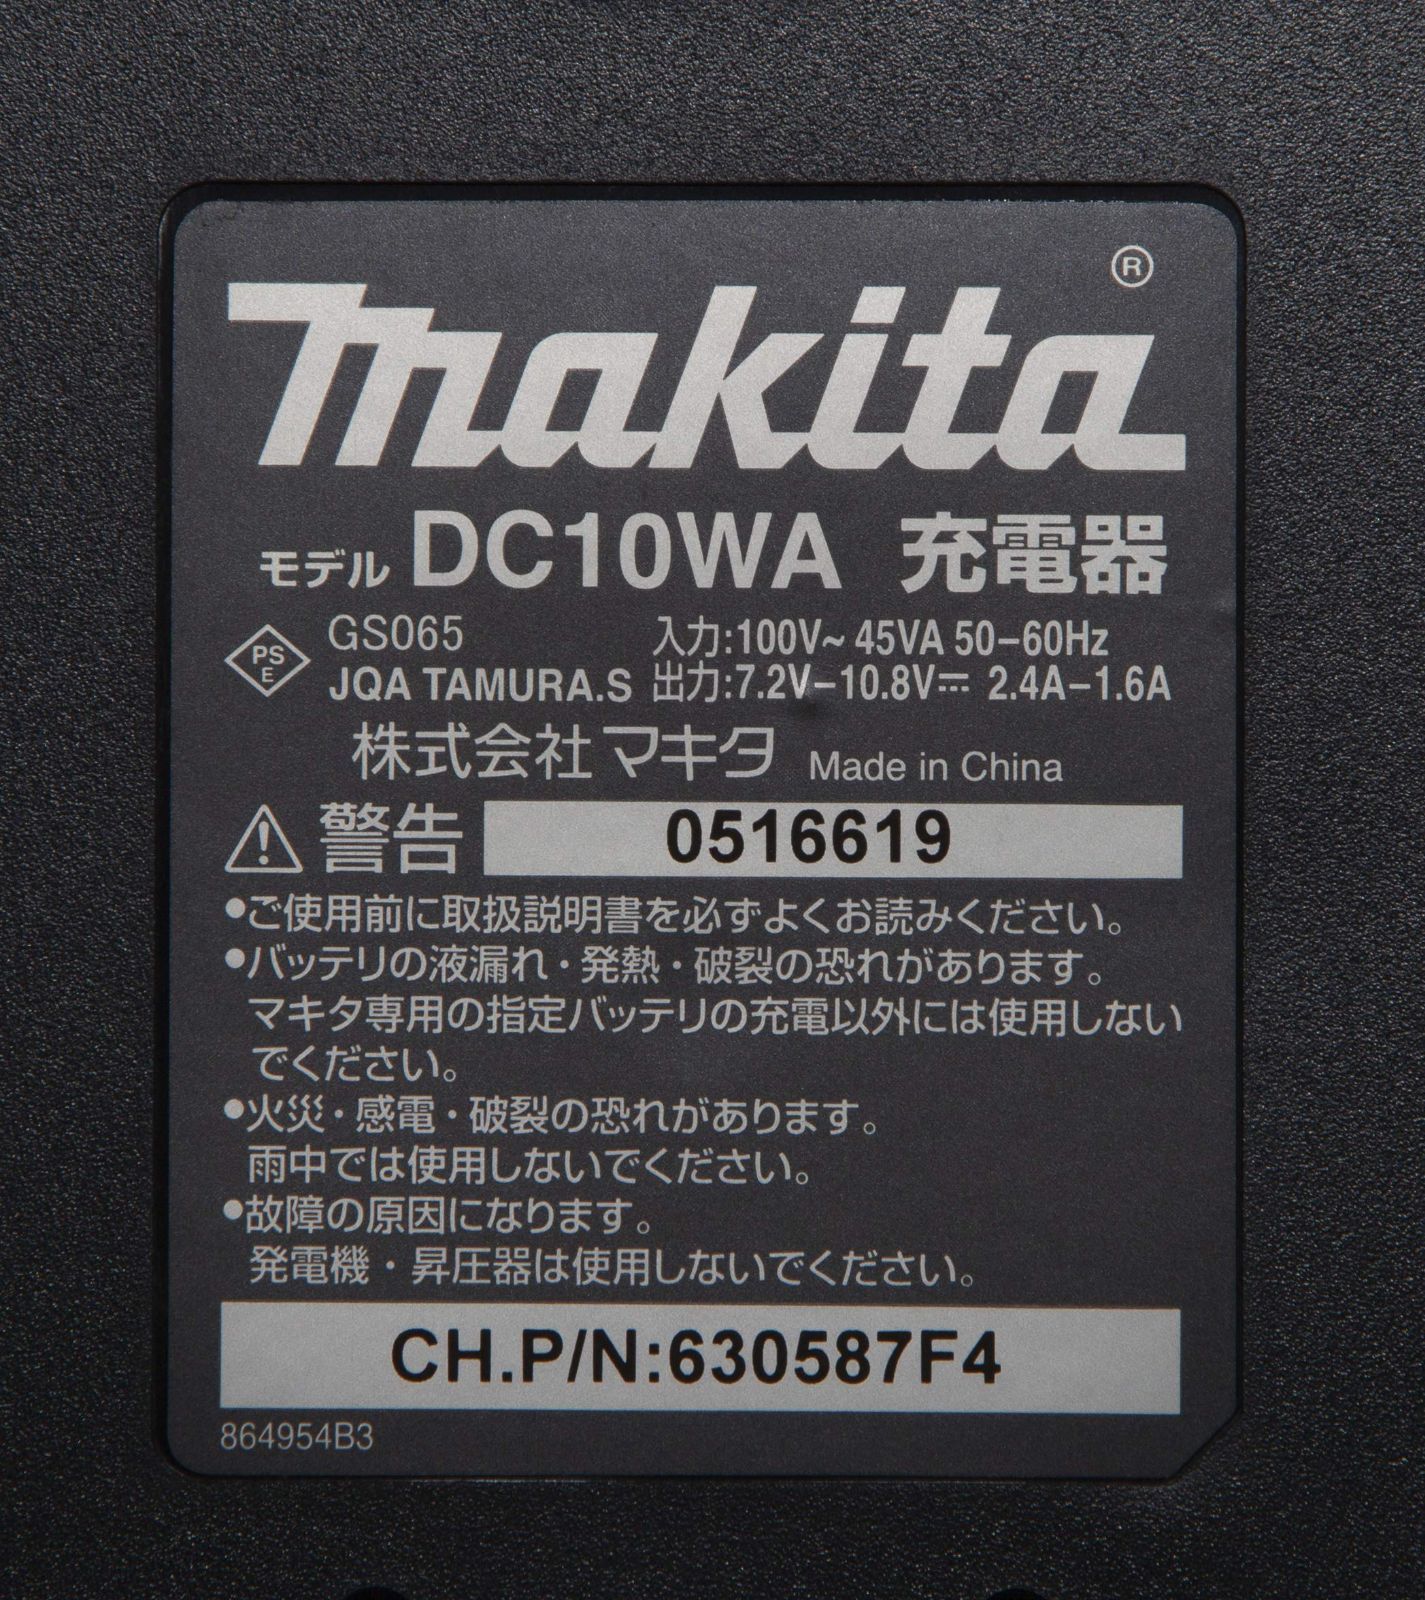 makita®
モデル DC10WA 充電器
PSE GS065 入力:100V~ 45VA 50–60Hz
JQA TAMURA.S 出力:7.2V–10.8V⎓ 2.4A–1.6A
株式会社マキタ Made in China
⚠警告 0516619
●ご使用前に取扱説明書を必ずよくお読みください。
●バッテリの液漏れ・発熱・破裂の恐れがあります。
マキタ専用の指定バッテリの充電以外には使用しない
でください。
●火災・感電・破裂の恐れがあります。
雨中では使用しないでください。
●故障の原因になります。
発電機・昇圧器は使用しないでください。
CH.P/N:630587F4
864954B3